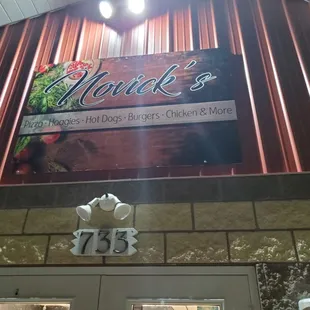 Novick's
Pizza • Hoagies • Hot Dogs • Burgers • Chicken & More
733